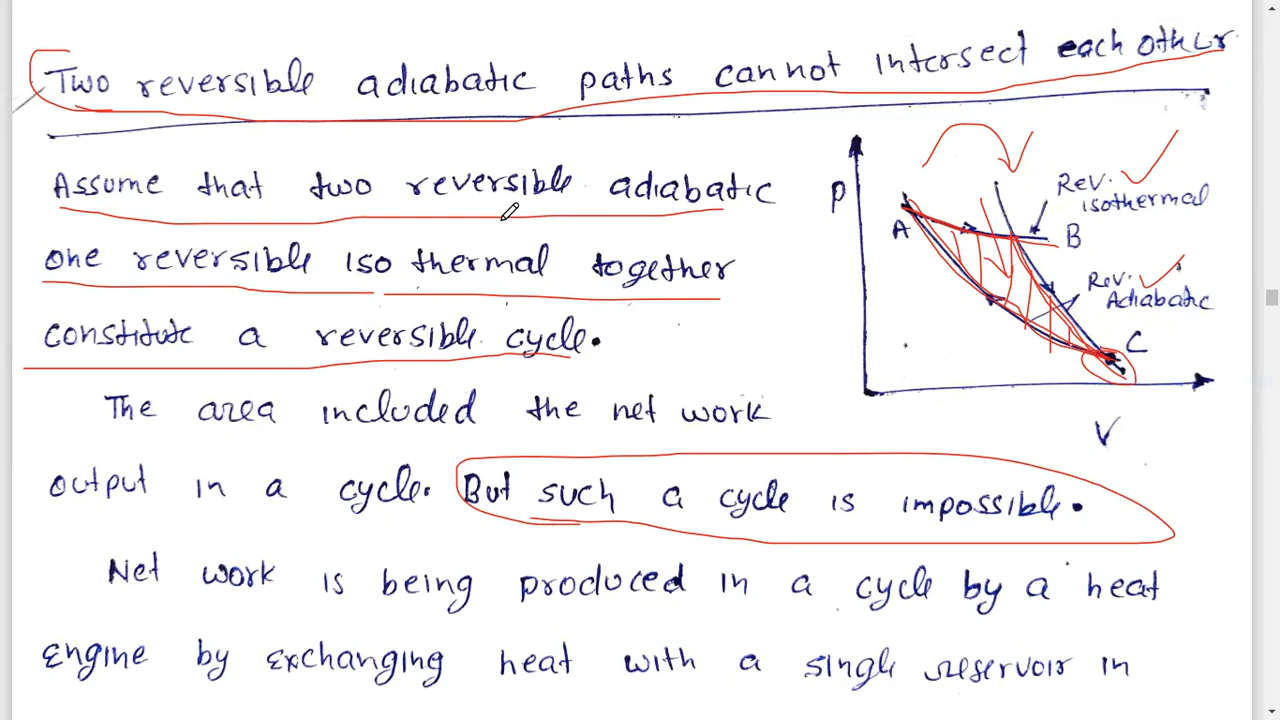 Two reversible adiabatic paths cannot intersect each other.
Assume that two reversible adiabatic
one reversible iso thermal together
constitute a reversible cycle.
The area included the net work
output in a cycle. But such a cycle is impossible.
Net work is being produced in a cycle by a heat
engine by exchanging heat with a single reservoir in
P
A
B
C
V
Rev. isothermal
Rev. Adiabatic